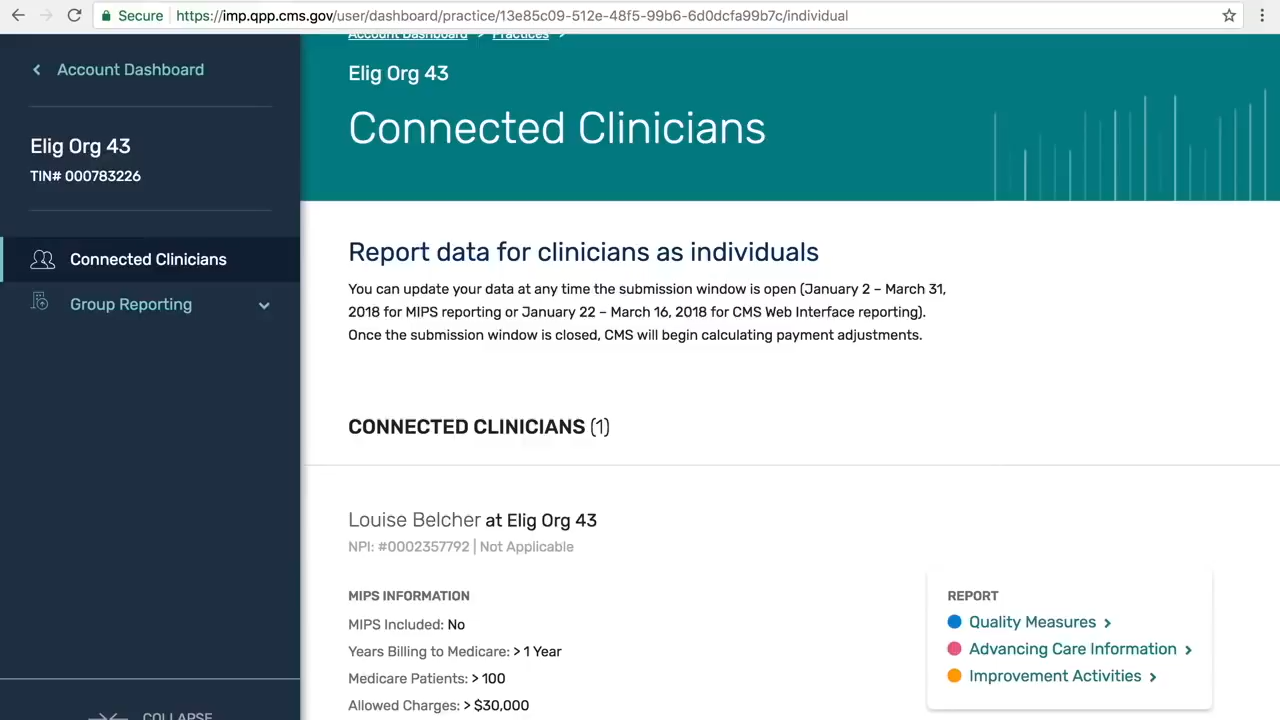 Secure https://imp.qpp.cms.gov/user/dashboard/practice/13e85c09-512e-48f5-99b6-6d0dcfa99b7c/individual
Account Dashboard > Practices >
Account Dashboard
Elig Org 43
TIN# 000783226
Connected Clinicians
Group Reporting
COLLAPSE
Elig Org 43
Connected Clinicians
Report data for clinicians as individuals
You can update your data at any time the submission window is open (January 2 – March 31,
2018 for MIPS reporting or January 22 – March 16, 2018 for CMS Web Interface reporting).
Once the submission window is closed, CMS will begin calculating payment adjustments.
CONNECTED CLINICIANS (1)
Louise Belcher at Elig Org 43
NPI: #0002357792 | Not Applicable
MIPS INFORMATION
MIPS Included: No
Years Billing to Medicare: > 1 Year
Medicare Patients: > 100
Allowed Charges: > $30,000
REPORT
Quality Measures >
Advancing Care Information >
Improvement Activities >